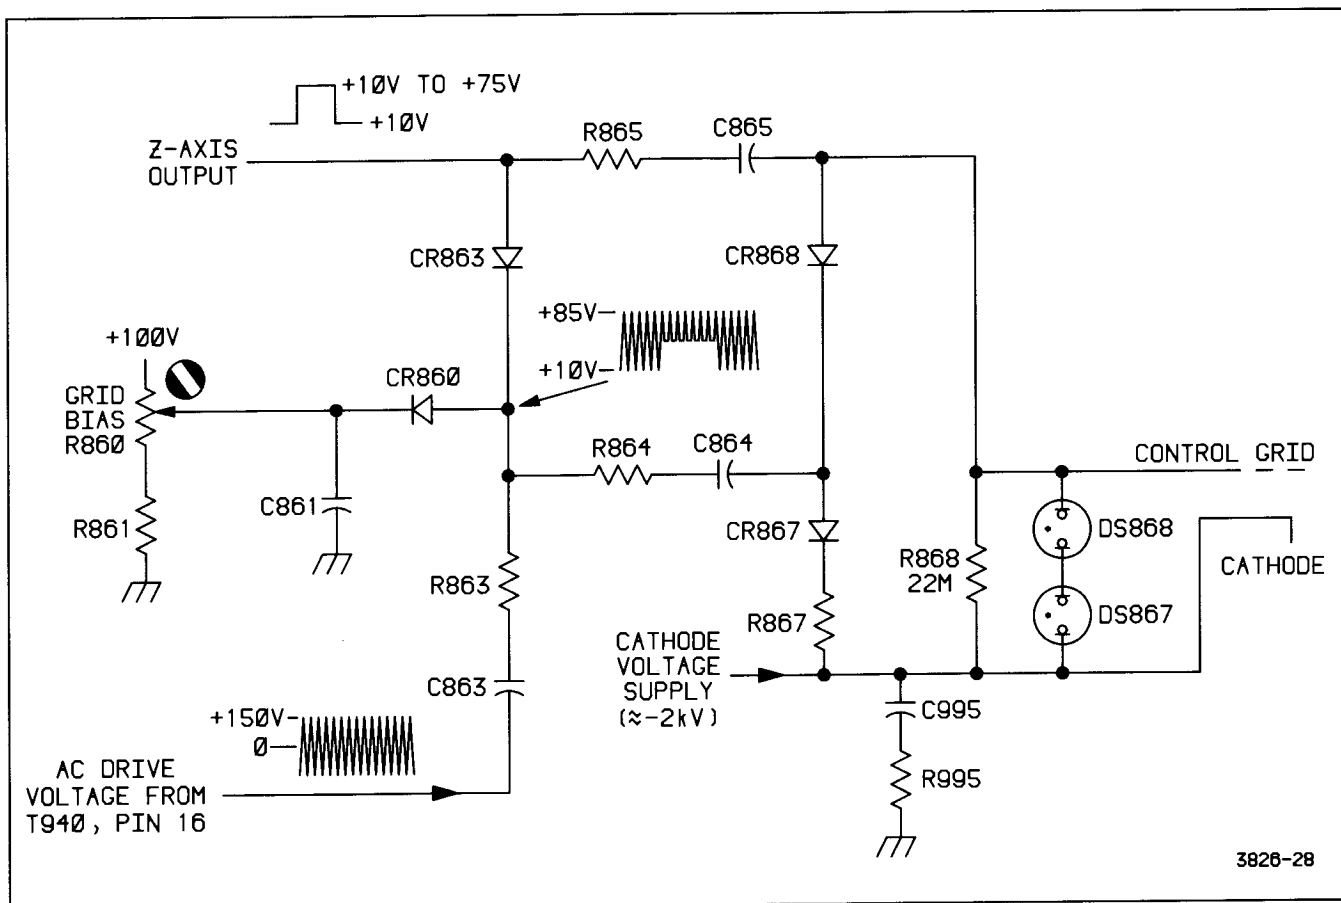 +10V TO +75V
+10V
Z-AXIS
OUTPUT
R865
C865
CR863
CR868
+85V
+10V
+100V
GRID
BIAS
R860
CR860
R864
C864
CONTROL GRID
R861
C861
CR867
DS868
R868
22M
CATHODE
R863
R867
DS867
CATHODE
VOLTAGE
SUPPLY
(≈-2kV)
C863
C995
+150V
0
R995
AC DRIVE
VOLTAGE FROM
T940, PIN 16
3826-28